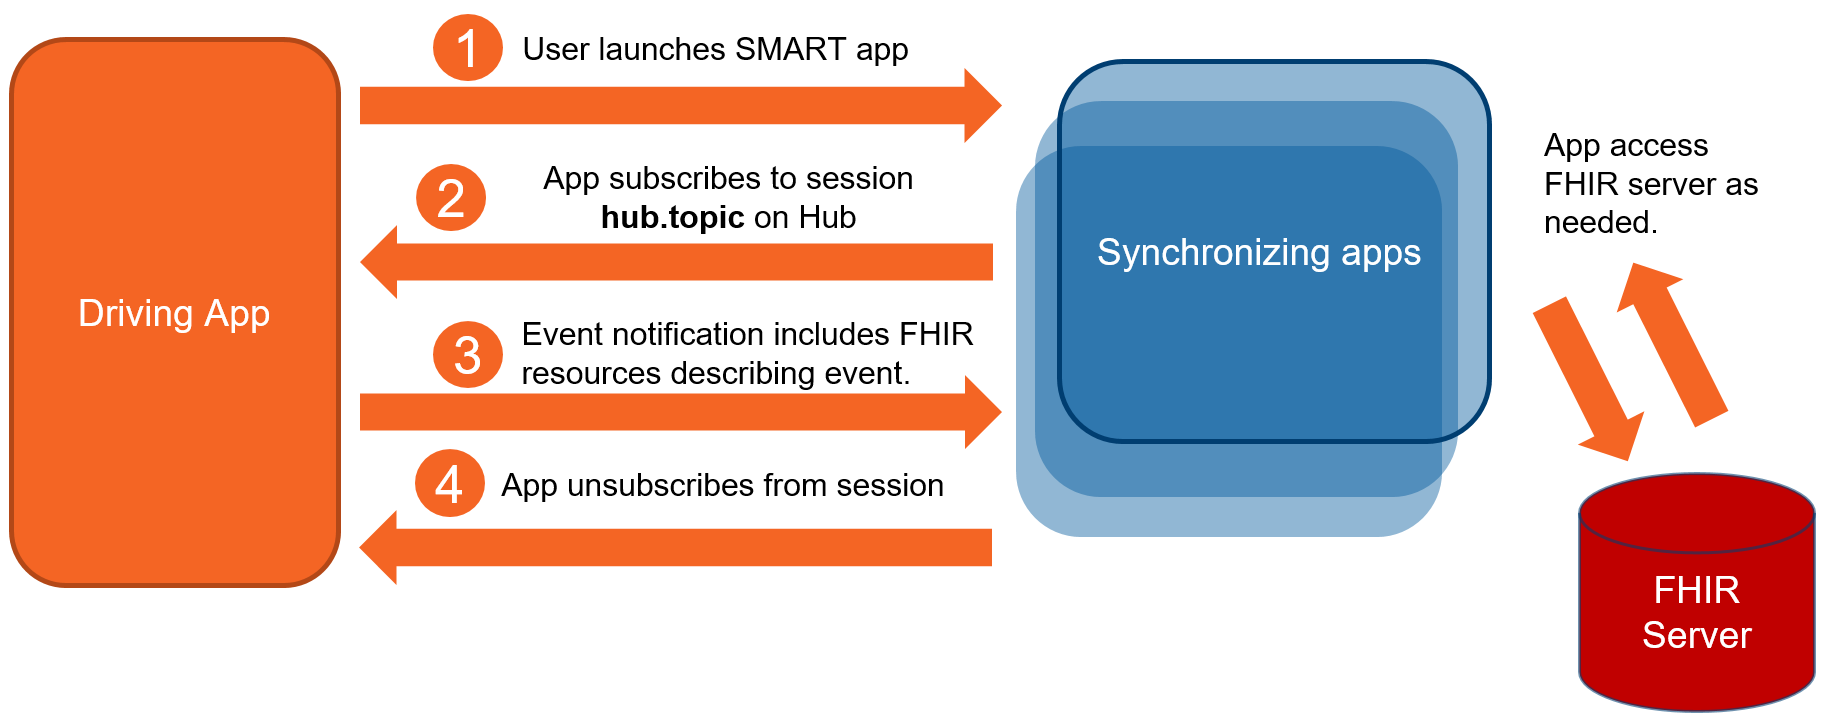 Driving App
1
User launches SMART app
2
App subscribes to session
hub.topic on Hub
3
Event notification includes FHIR
resources describing event.
4
App unsubscribes from session
Synchronizing apps
App access
FHIR server as
needed.
FHIR
Server